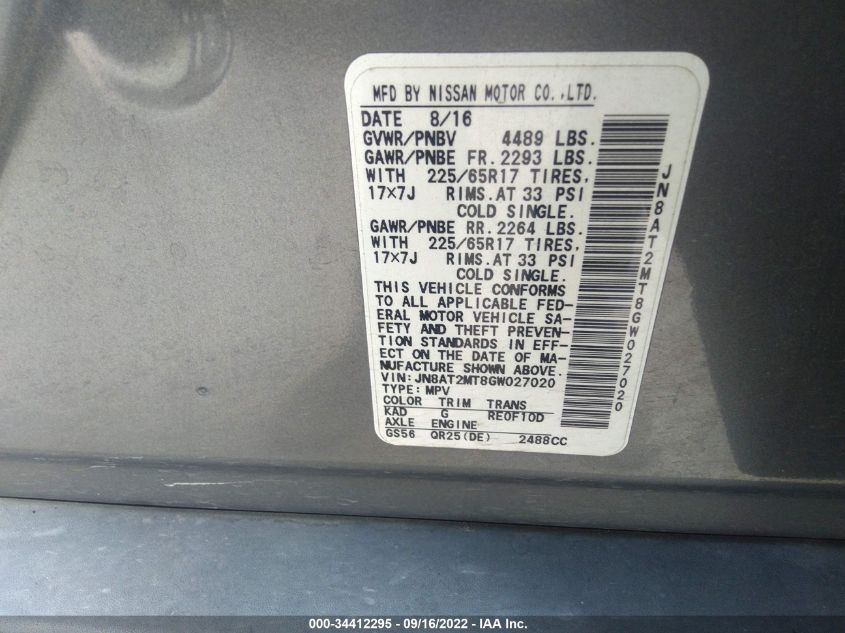 MFD BY NISSAN MOTOR CO.,LTD.
DATE 8/16
GVWR/PNBV 4489 LBS.
GAWR/PNBE FR. 2293 LBS.
WITH 225/65R17 TIRES,
17×7J RIMS.AT 33 PSI
COLD SINGLE.
GAWR/PNBE RR. 2264 LBS.
WITH 225/65R17 TIRES,
17×7J RIMS.AT 33 PSI
COLD SINGLE.
THIS VEHICLE CONFORMS
TO ALL APPLICABLE FED-
ERAL MOTOR VEHICLE SA-
FETY AND THEFT PREVEN-
TION STANDARDS IN EFF-
ECT ON THE DATE OF MA-
NUFACTURE SHOWN ABOVE.
VIN:JN8AT2MT8GW027020
TYPE:MPV
COLOR TRIM TRANS
KAD G RE0F10D
AXLE ENGINE
GS56 QR25(DE) 2488CC
JN8AT2MT8GW027020
000-34412295 - 09/16/2022 - IAA Inc.